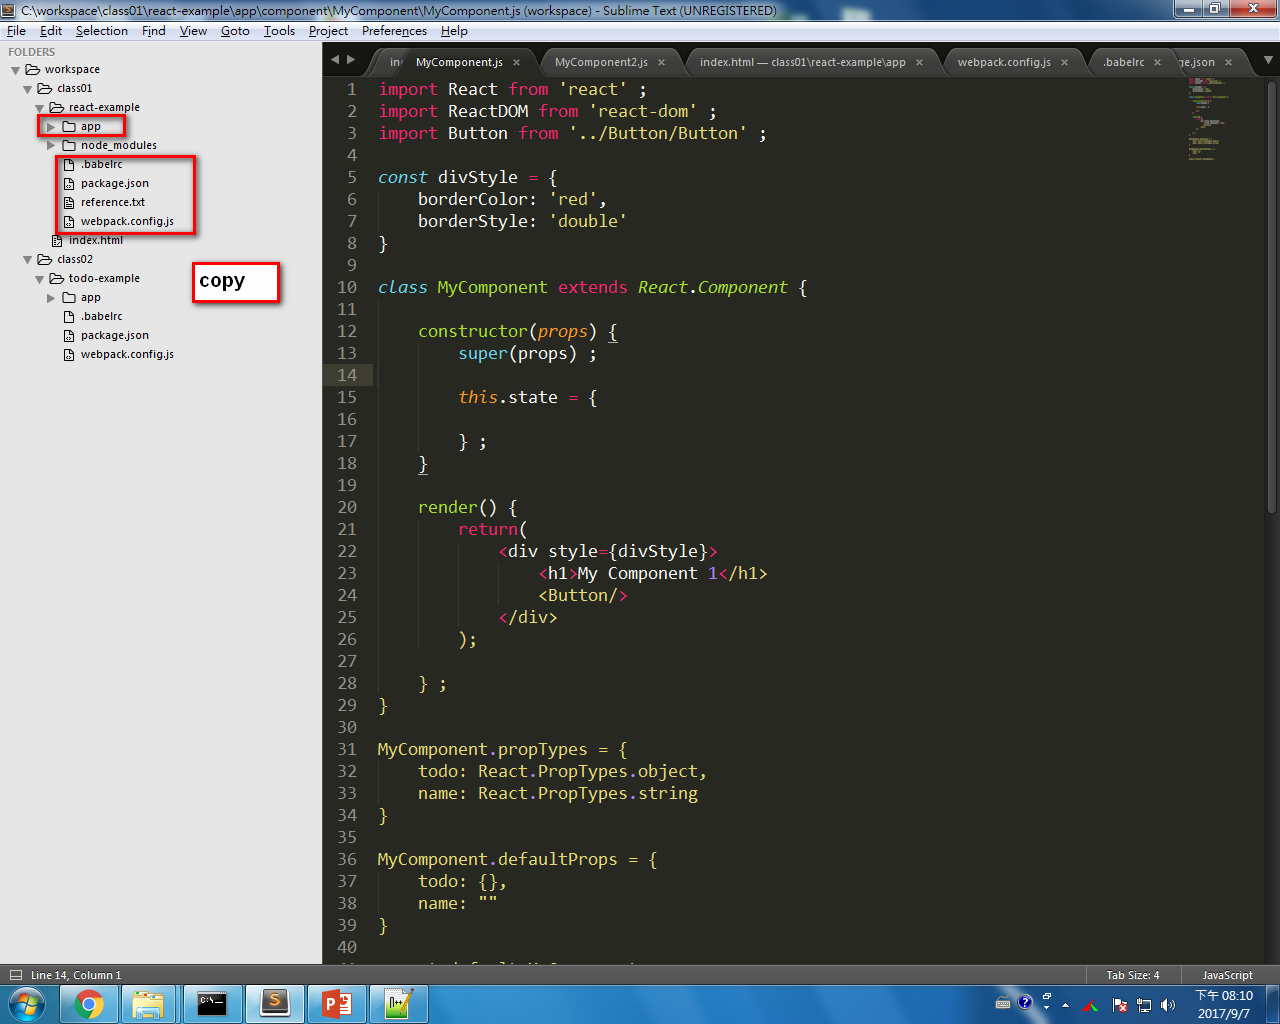 C:\workspace\class01\react-example\app\component\MyComponent\MyComponent.js (workspace) - Sublime Text (UNREGISTERED)
File Edit Selection Find View Goto Tools Project Preferences Help
FOLDERS
workspace
class01
react-example
app
node_modules
.babelrc
package.json
reference.txt
webpack.config.js
index.html
class02
todo-example
app
.babelrc
package.json
webpack.config.js
copy
in MyComponent.js × MyComponent2.js × index.html — class01\react-example\app × webpack.config.js × .babelrc × ge.json ×
1 import React from 'react' ;
2 import ReactDOM from 'react-dom' ;
3 import Button from '../Button/Button' ;
4
5 const divStyle = {
6 borderColor: 'red',
7 borderStyle: 'double'
8 }
9
10 class MyComponent extends React.Component {
11
12 constructor(props) {
13 super(props) ;
14
15 this.state = {
16
17 } ;
18 }
19
20 render() {
21 return(
22 <div style={divStyle}>
23 <h1>My Component 1</h1>
24 <Button/>
25 </div>
26 );
27
28 } ;
29 }
30
31 MyComponent.propTypes = {
32 todo: React.PropTypes.object,
33 name: React.PropTypes.string
34 }
35
36 MyComponent.defaultProps = {
37 todo: {},
38 name: ""
39 }
40
Line 14, Column 1
Tab Size: 4
JavaScript
下午 08:10
2017/9/7